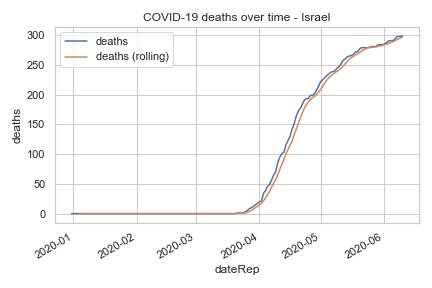 COVID-19 deaths over time - Israel
deaths
deaths (rolling)
300
250
200
150
100
50
0
deaths
2020-01
2020-02
2020-03
2020-04
2020-05
2020-06
dateRep